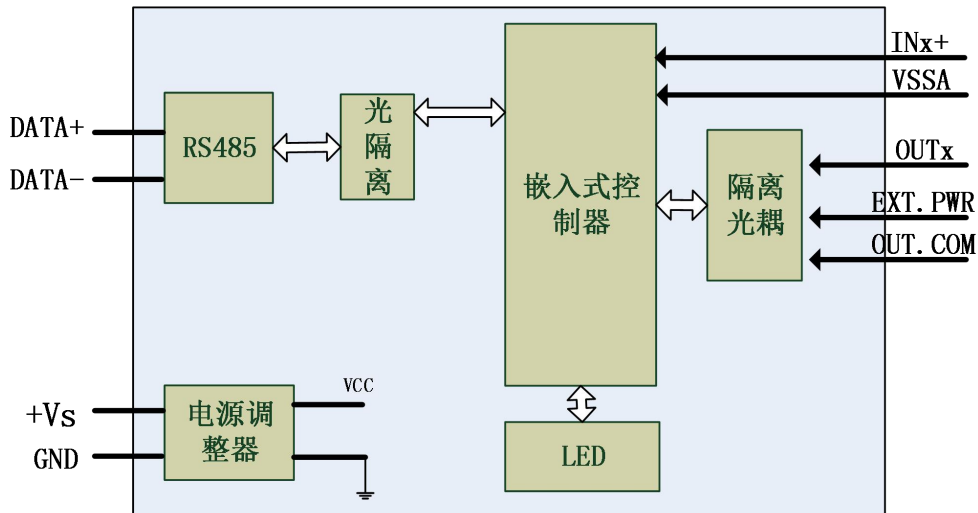 INx+
VSSA
DATA+
DATA-
RS485
光
隔
离
嵌入式控
制器
隔离
光耦
OUTx
EXT.PWR
OUT.COM
+Vs
GND
电源调
整器
VCC
LED